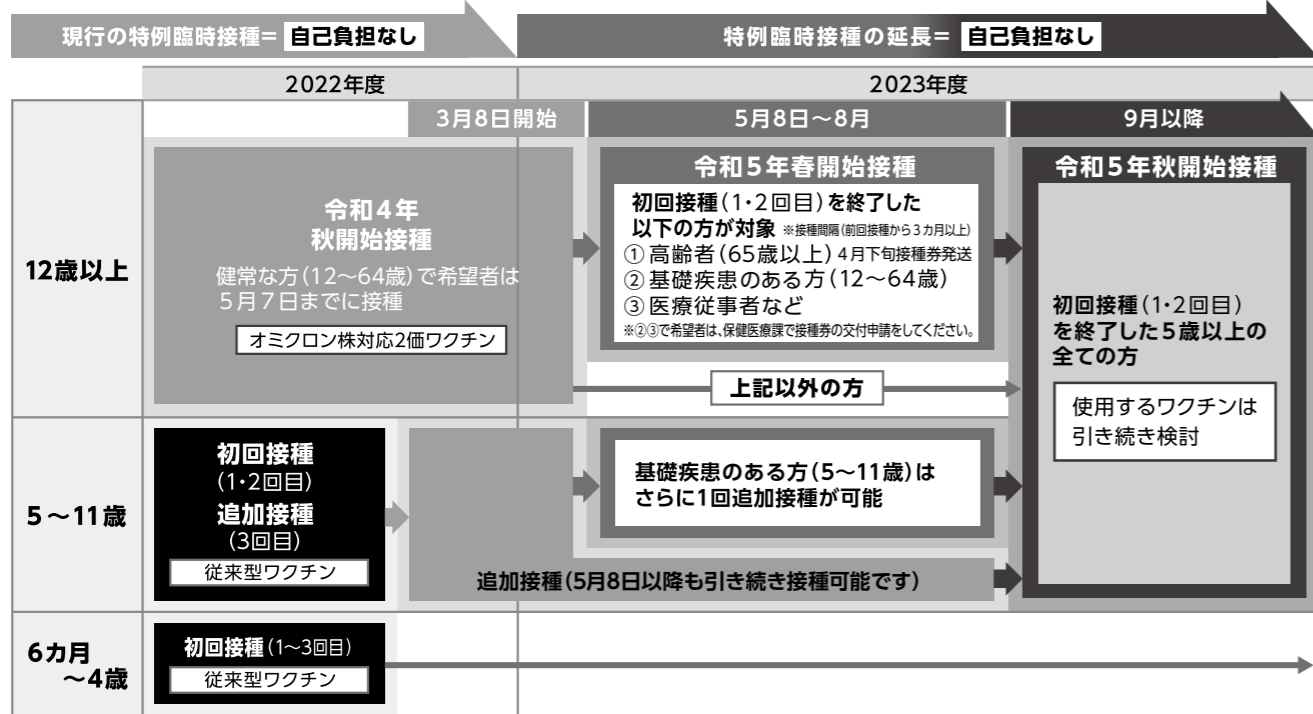 現行の特例臨時接種= 自己負担なし
特例臨時接種の延長= 自己負担なし
2022年度
2023年度
3月8日開始
5月8日〜8月
9月以降
12歳以上
令和4年
秋開始接種
健常な方(12〜64歳)で希望者は
5月7日までに接種
オミクロン株対応2価ワクチン
令和5年春開始接種
初回接種(1・2回目)を終了した
以下の方が対象 ※接種間隔(前回接種から3カ月以上)
①高齢者(65歳以上)4月下旬接種券発送
②基礎疾患のある方(12〜64歳)
③医療従事者など
※②③で希望者は、保健医療課で接種券の交付申請をしてください。
上記以外の方
令和5年秋開始接種
初回接種(1・2回目)
を終了した5歳以上の
全ての方
使用するワクチンは
引き続き検討
5〜11歳
初回接種
(1・2回目)
追加接種
(3回目)
従来型ワクチン
基礎疾患のある方(5〜11歳)は
さらに1回追加接種が可能
追加接種(5月8日以降も引き続き接種可能です)
6カ月
〜4歳
初回接種(1〜3回目)
従来型ワクチン